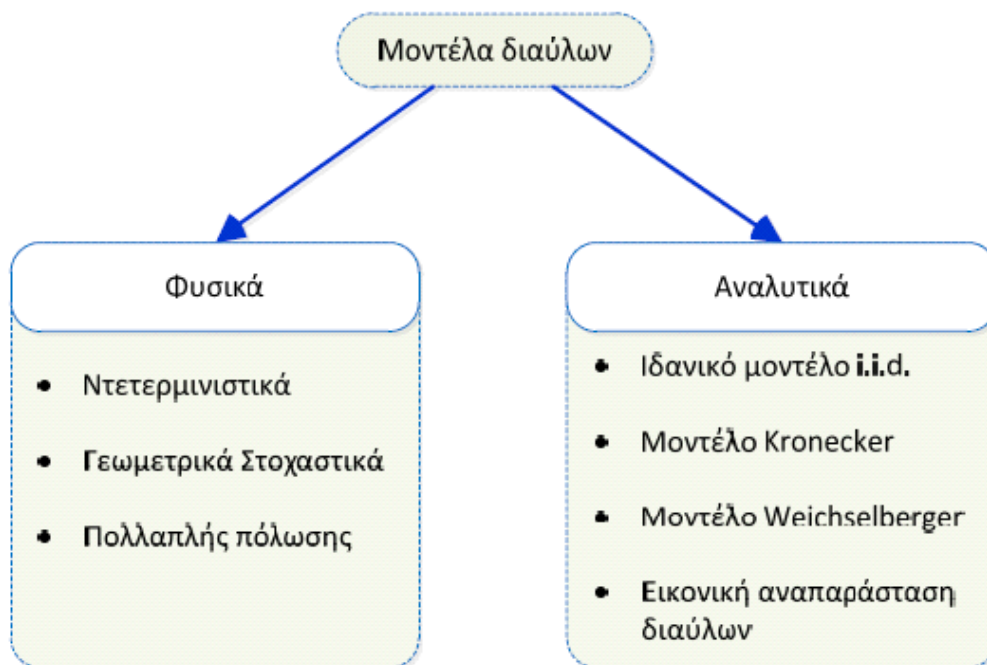 Μοντέλα διαύλων
Φυσικά
• Ντετερμινιστικά
• Γεωμετρικά Στοχαστικά
• Πολλαπλής πόλωσης
Αναλυτικά
• Ιδανικό μοντέλο i.i.d.
• Μοντέλο Kronecker
• Μοντέλο Weichselberger
• Εικονική αναπαράσταση
διαύλων